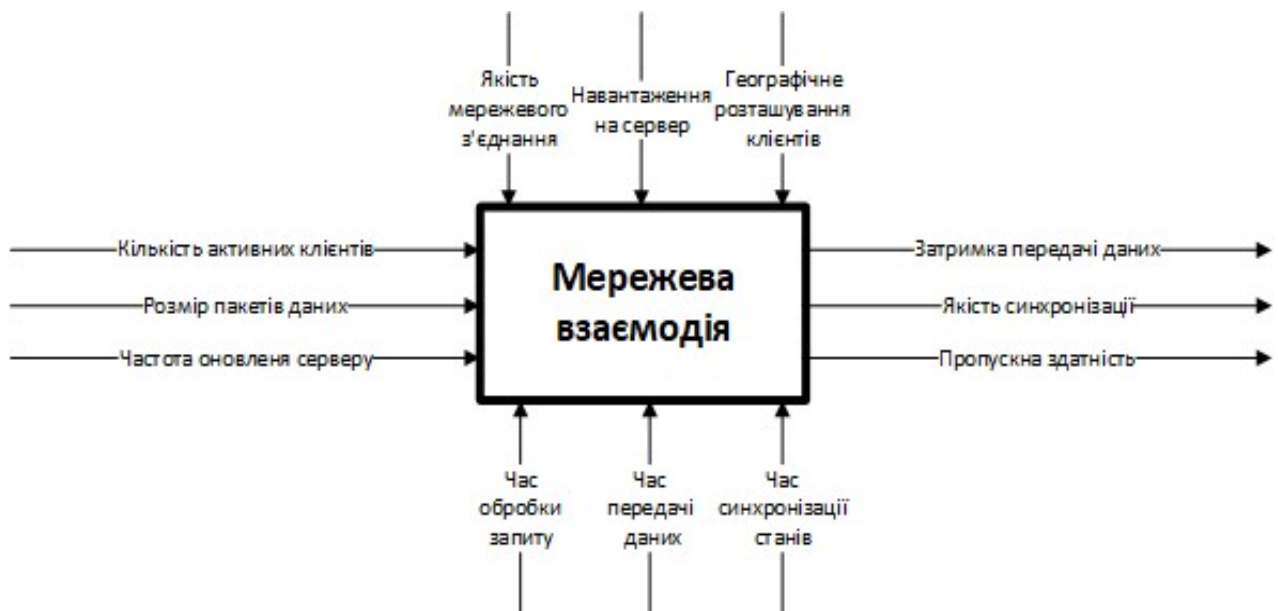 Якість
мережевого
з'єднання
Навантаження
на сервер
Географічне
розташування
клієнтів
Кількість активних клієнтів
Розмір пакетів даних
Частота оновленя серверу
Мережева
взаємодія
Затримка передачі даних
Якість синхронізації
Пропускна здатність
Час
обробки
запиту
Час
передачі
даних
Час
синхронізації
станів